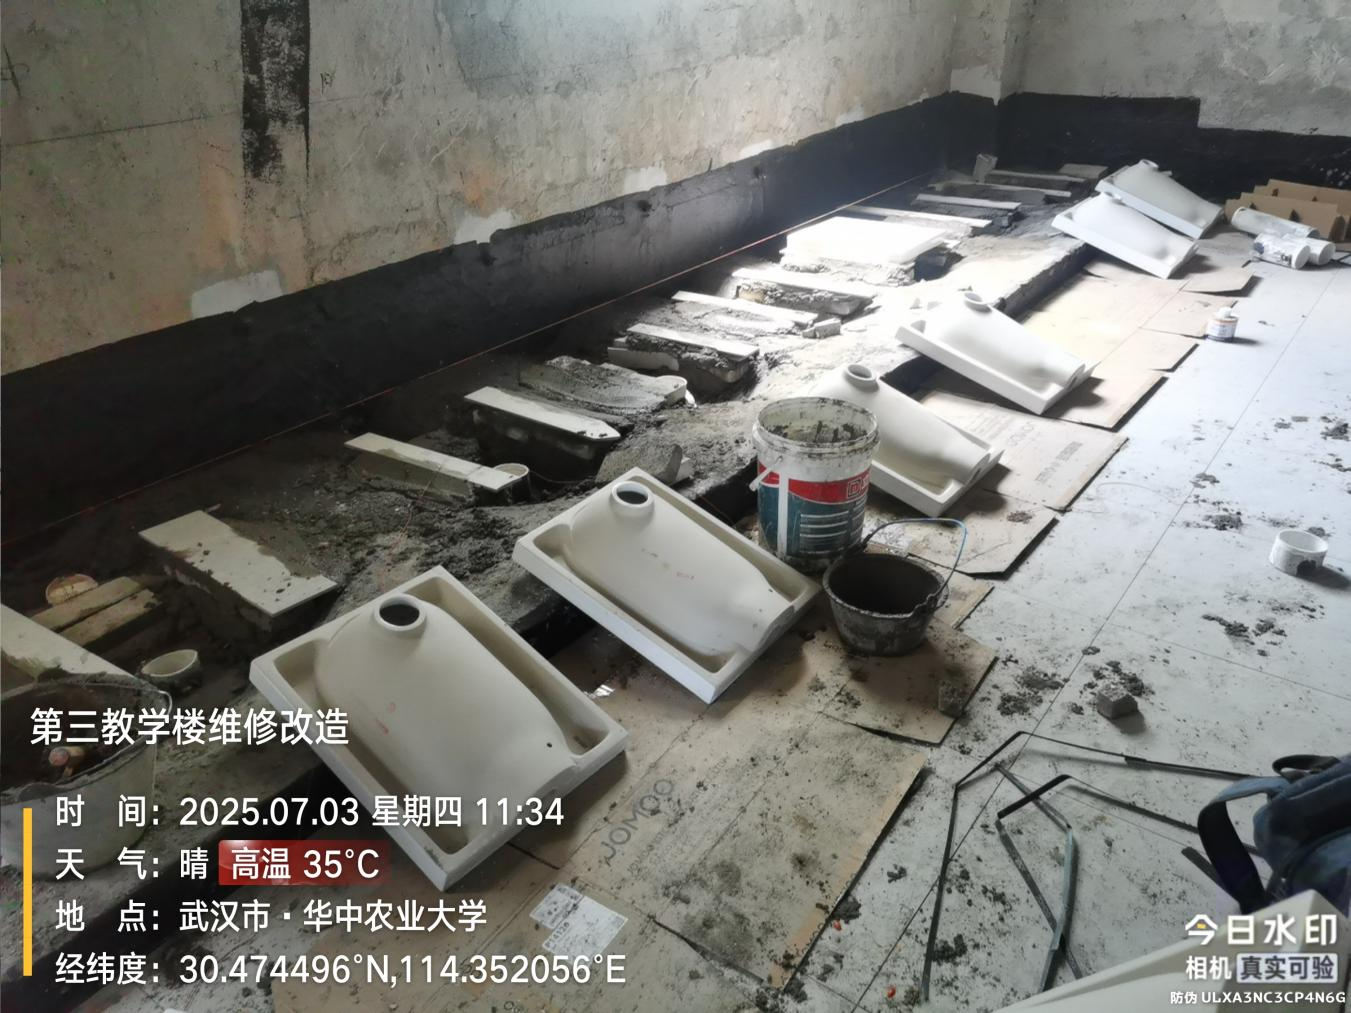 JOMOO
第三教学楼维修改造
时 间：2025.07.03 星期四 11:34
天 气：晴 高温 35°C
地 点：武汉市·华中农业大学
经纬度：30.474496°N,114.352056°E
今日水印
相机 真实可验
防伪 ULXA3NC3CP4N6G